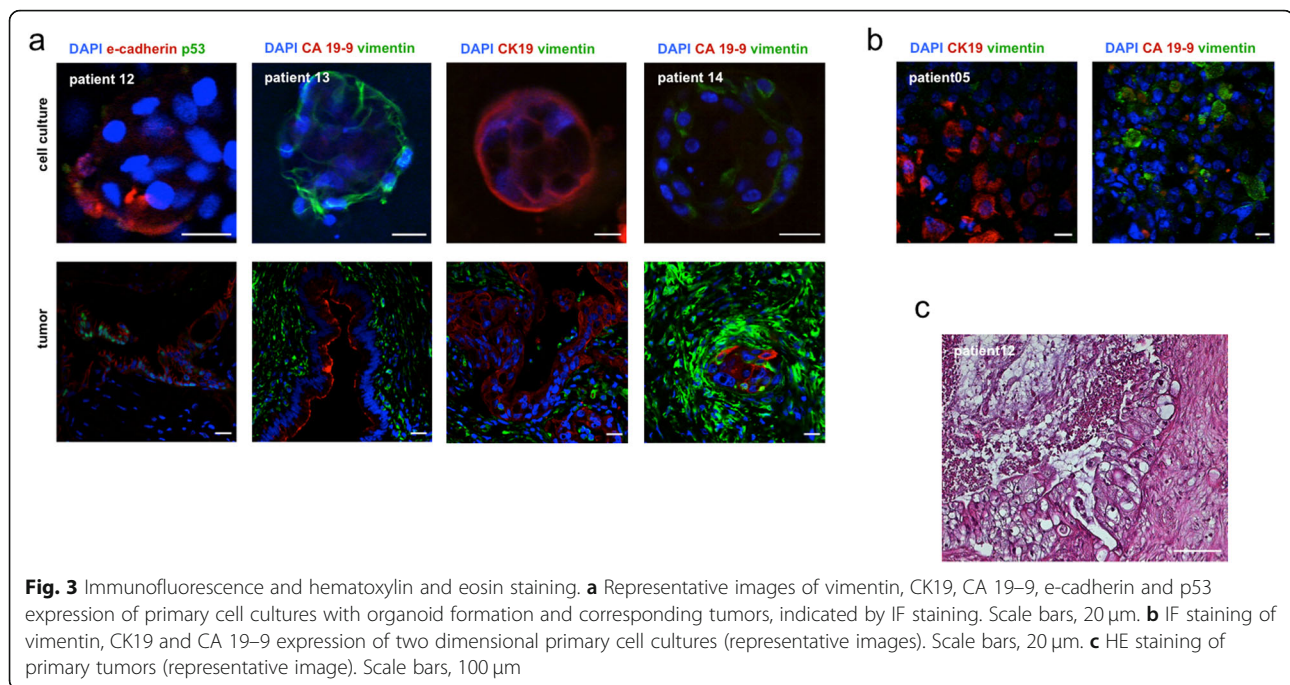 a
DAPI e-cadherin p53
DAPI CA 19-9 vimentin
DAPI CK19 vimentin
DAPI CA 19-9 vimentin
cell culture
patient 12
patient 13
patient 14
tumor
b
DAPI CK19 vimentin
DAPI CA 19-9 vimentin
patient05
c
patient12
Fig. 3 Immunofluorescence and hematoxylin and eosin staining. a Representative images of vimentin, CK19, CA 19–9, e-cadherin and p53
expression of primary cell cultures with organoid formation and corresponding tumors, indicated by IF staining. Scale bars, 20 μm. b IF staining of
vimentin, CK19 and CA 19–9 expression of two dimensional primary cell cultures (representative images). Scale bars, 20 μm. c HE staining of
primary tumors (representative image). Scale bars, 100 μm